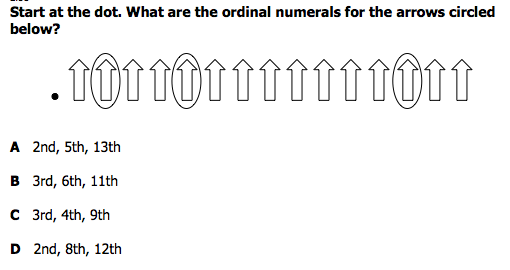 Start at the dot. What are the ordinal numerals for the arrows circled
below?
A 2nd, 5th, 13th
B 3rd, 6th, 11th
C 3rd, 4th, 9th
D 2nd, 8th, 12th